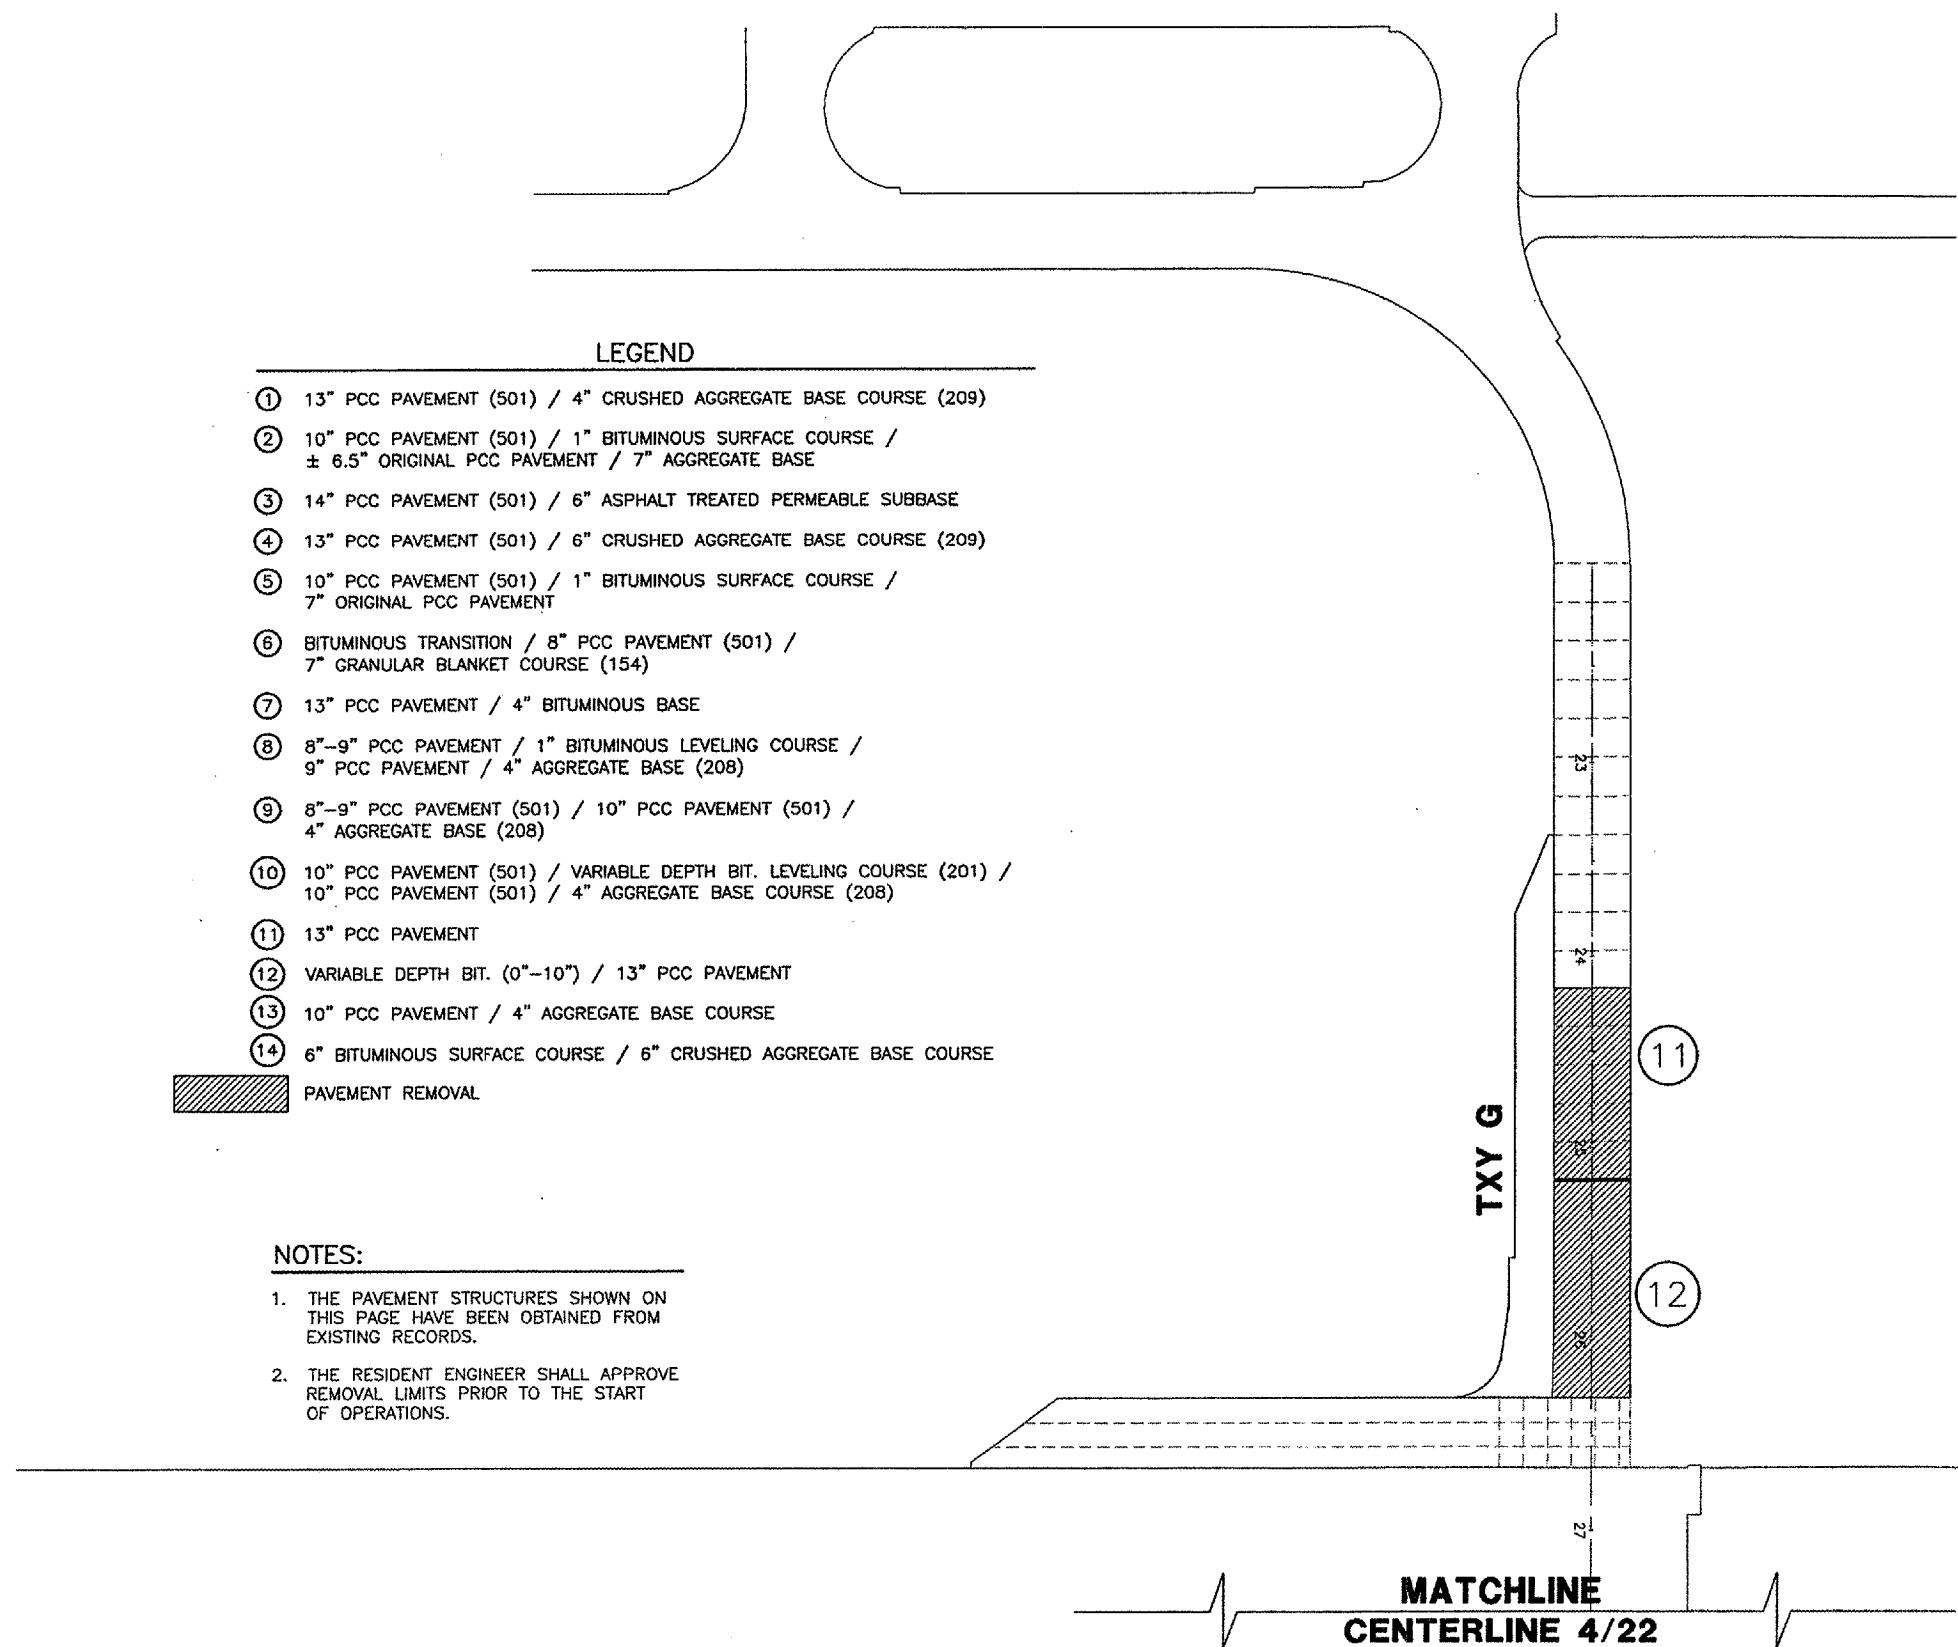 LEGEND
1 13" PCC PAVEMENT (501) / 4" CRUSHED AGGREGATE BASE COURSE (209)
2 10" PCC PAVEMENT (501) / 1" BITUMINOUS SURFACE COURSE /
± 6.5" ORIGINAL PCC PAVEMENT / 7" AGGREGATE BASE
3 14" PCC PAVEMENT (501) / 6" ASPHALT TREATED PERMEABLE SUBBASE
4 13" PCC PAVEMENT (501) / 6" CRUSHED AGGREGATE BASE COURSE (209)
5 10" PCC PAVEMENT (501) / 1" BITUMINOUS SURFACE COURSE /
7" ORIGINAL PCC PAVEMENT
6 BITUMINOUS TRANSITION / 8" PCC PAVEMENT (501) /
7" GRANULAR BLANKET COURSE (154)
7 13" PCC PAVEMENT / 4" BITUMINOUS BASE
8 8"-9" PCC PAVEMENT / 1" BITUMINOUS LEVELING COURSE /
9" PCC PAVEMENT / 4" AGGREGATE BASE (208)
9 8"-9" PCC PAVEMENT (501) / 10" PCC PAVEMENT (501) /
4" AGGREGATE BASE (208)
10 10" PCC PAVEMENT (501) / VARIABLE DEPTH BIT. LEVELING COURSE (201) /
10" PCC PAVEMENT (501) / 4" AGGREGATE BASE COURSE (208)
11 13" PCC PAVEMENT
12 VARIABLE DEPTH BIT. (0"-10") / 13" PCC PAVEMENT
13 10" PCC PAVEMENT / 4" AGGREGATE BASE COURSE
14 6" BITUMINOUS SURFACE COURSE / 6" CRUSHED AGGREGATE BASE COURSE
PAVEMENT REMOVAL
NOTES:
1. THE PAVEMENT STRUCTURES SHOWN ON
THIS PAGE HAVE BEEN OBTAINED FROM
EXISTING RECORDS.
2. THE RESIDENT ENGINEER SHALL APPROVE
REMOVAL LIMITS PRIOR TO THE START
OF OPERATIONS.
23
24
11
25
TXY G
12
26
27
MATCHLINE
CENTERLINE 4/22